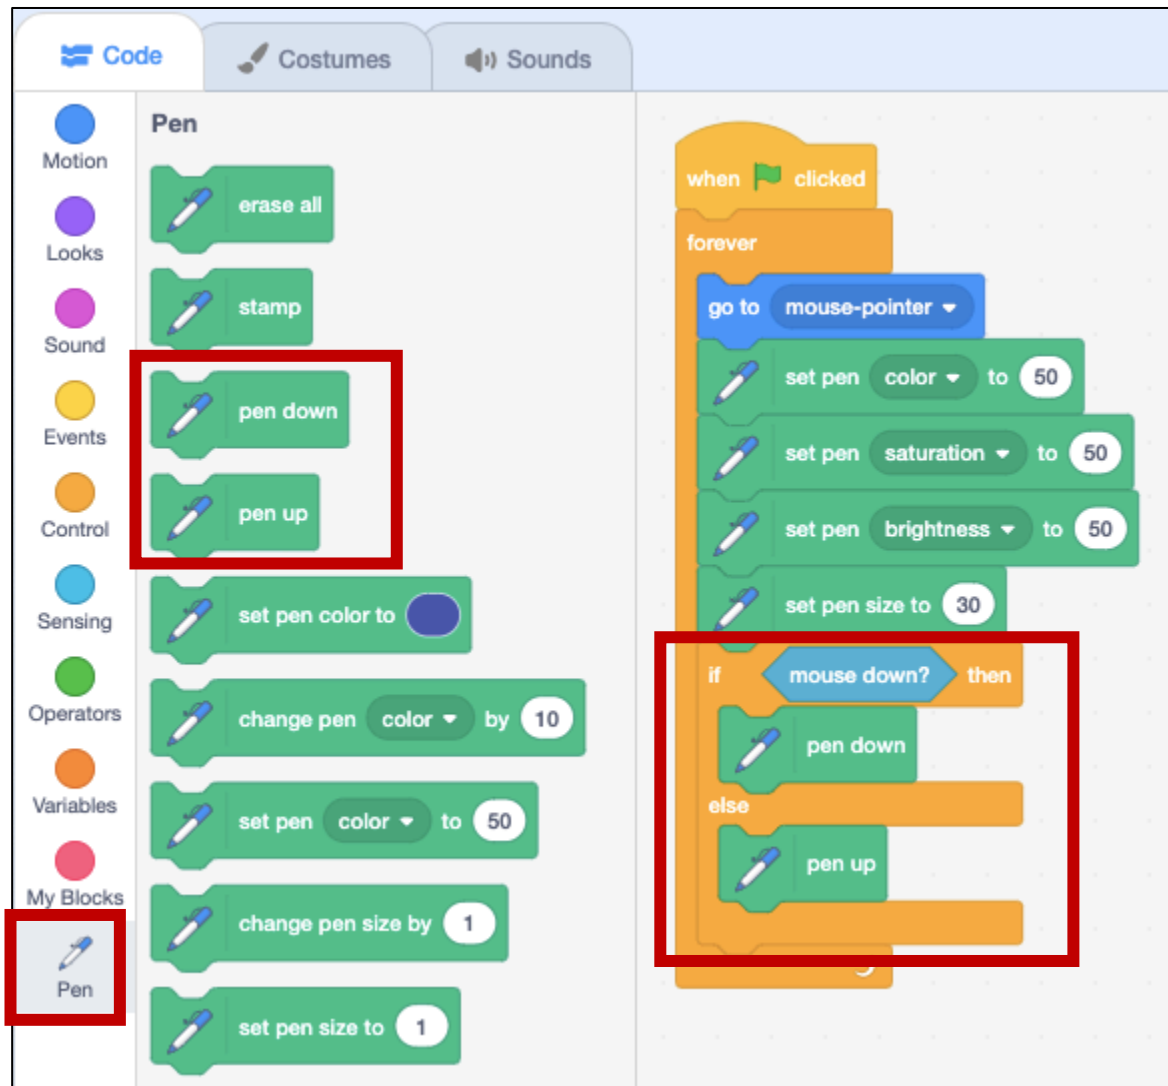 Code
Costumes
Sounds
Motion
Looks
Sound
Events
Control
Sensing
Operators
Variables
My Blocks
Pen
Pen
erase all
stamp
pen down
pen up
set pen color to
change pen color by 10
set pen color to 50
change pen size by 1
set pen size to 1
when clicked
forever
go to mouse-pointer
set pen color to 50
set pen saturation to 50
set pen brightness to 50
set pen size to 30
if mouse down? then
pen down
else
pen up